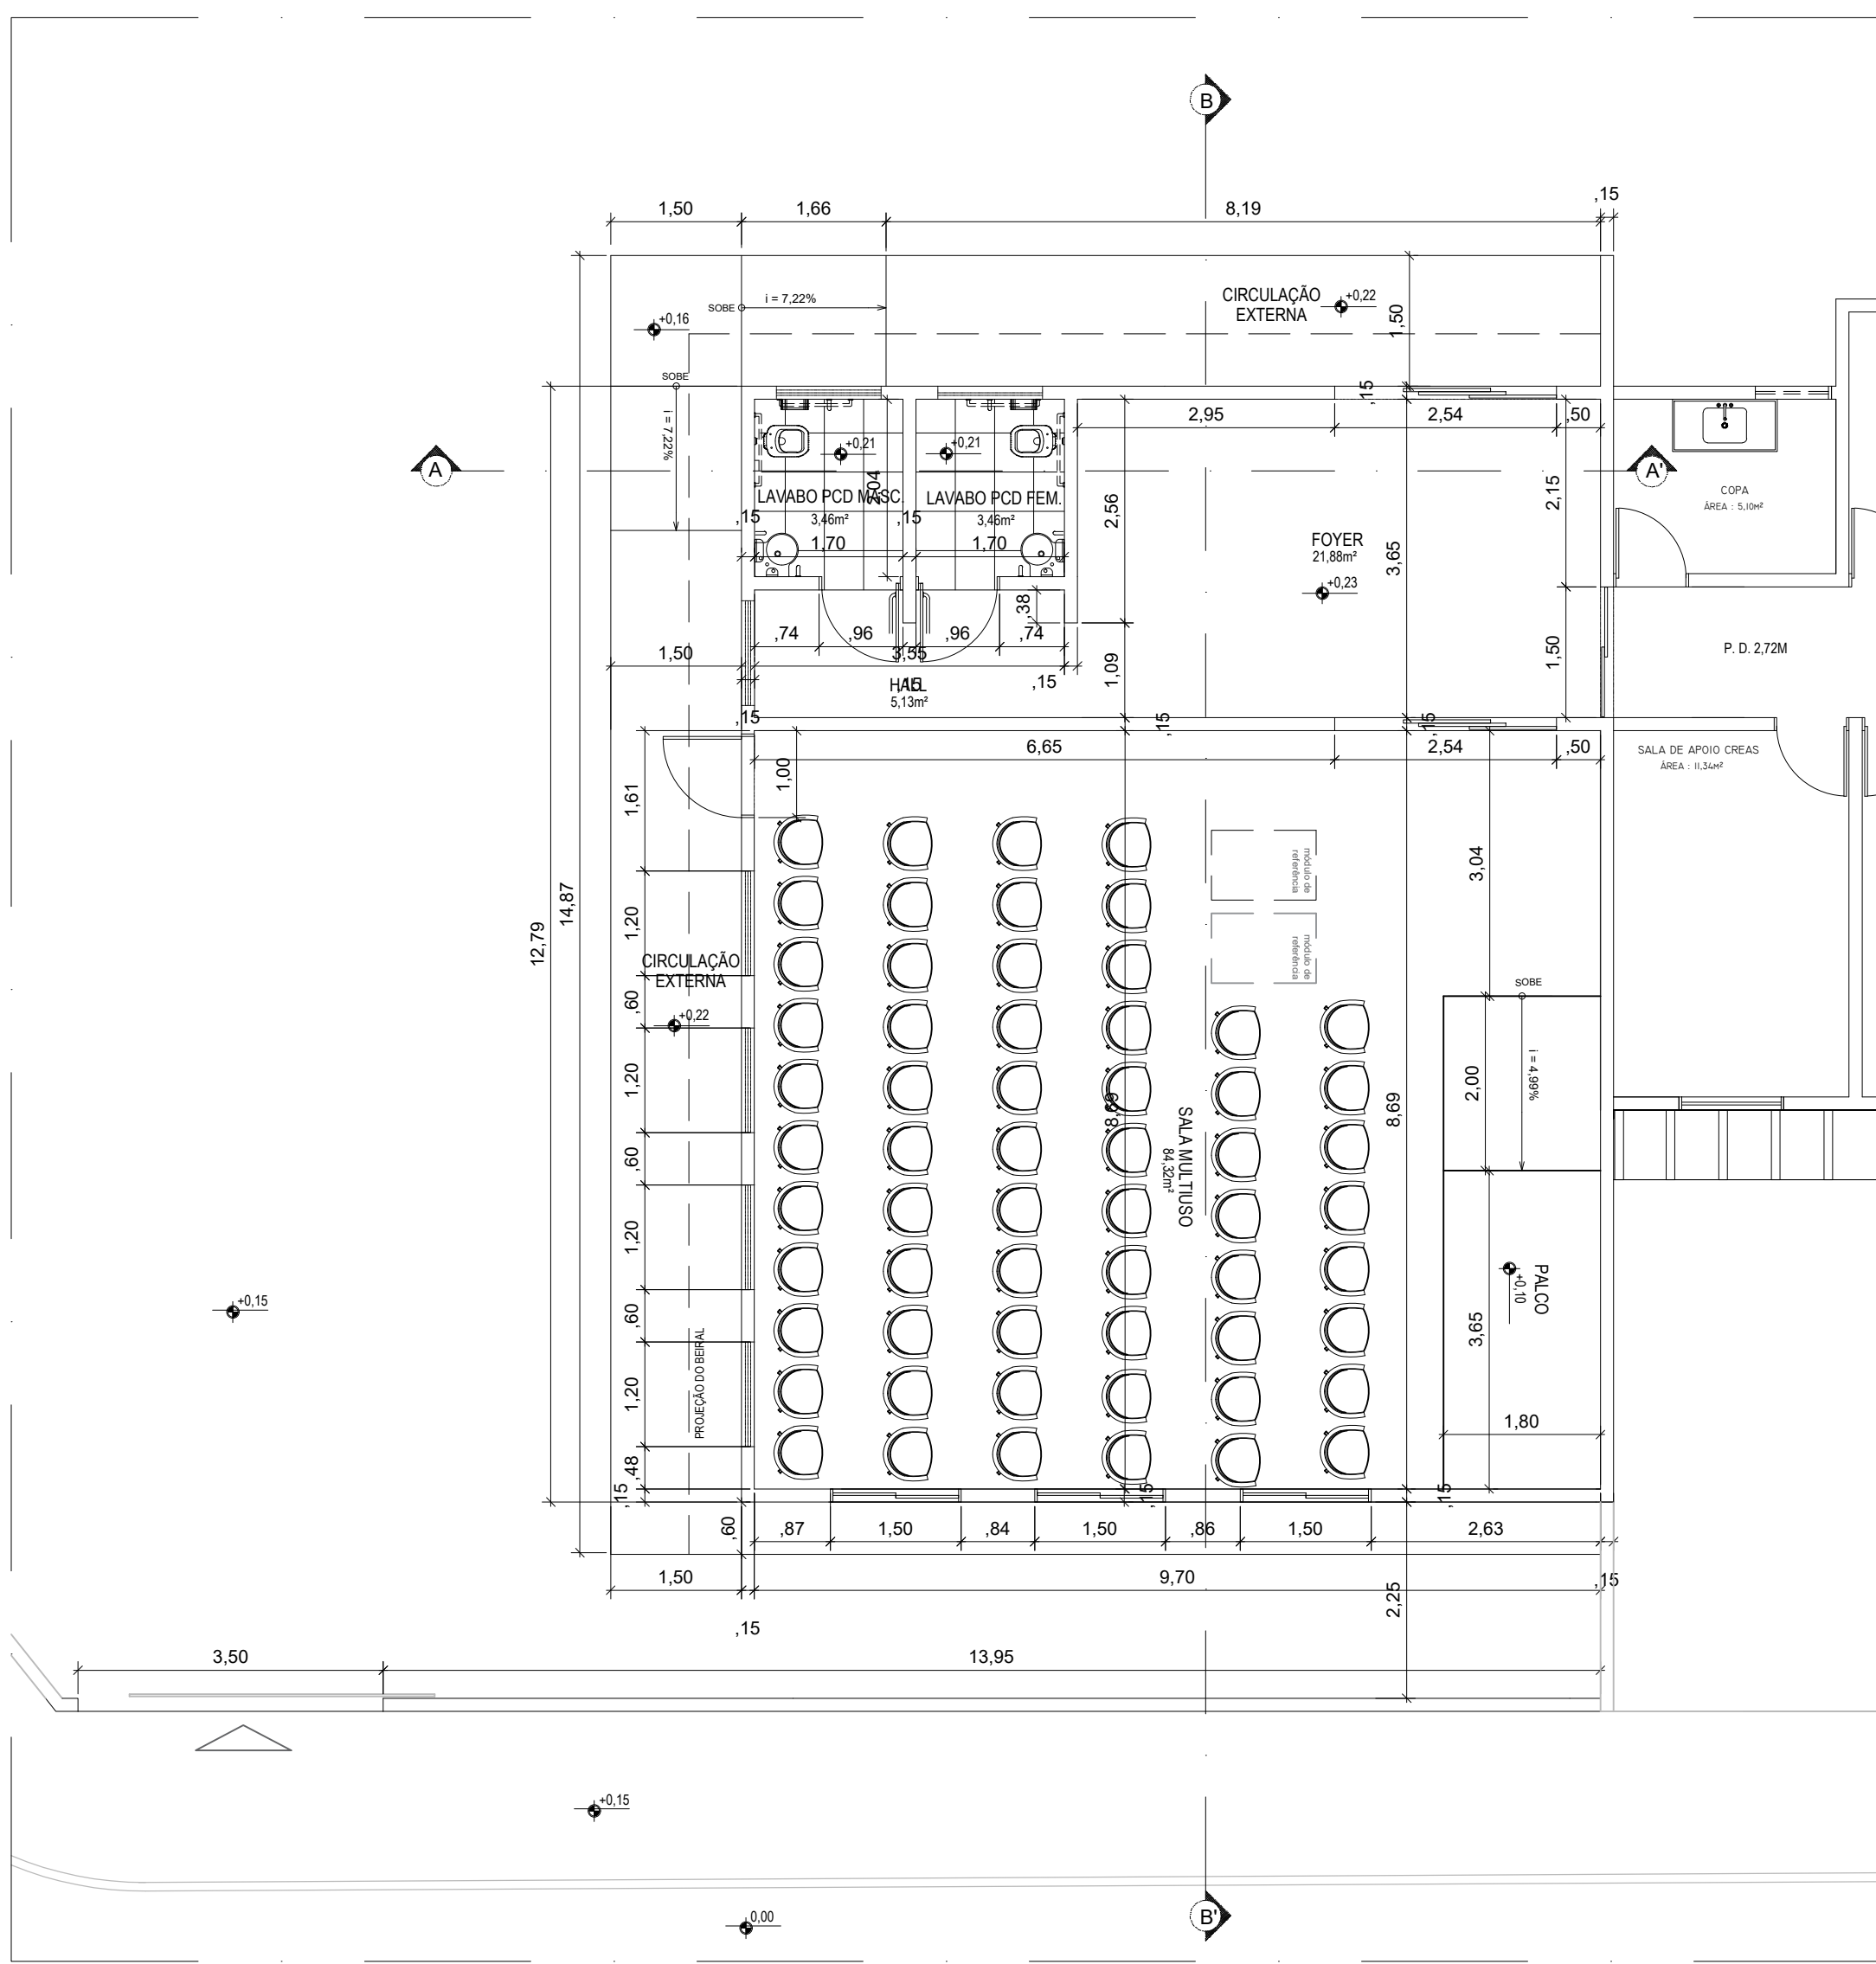 B
,15
1,50
1,66
8,19
SOBE
i = 7,22%
CIRCULAÇÃO
EXTERNA
+0,22
1,50
+0,16
SOBE
i = 7,22%
,15
2,95
2,54
,50
A
A'
+0,21
+0,21
2,04
LAVABO PCD MASC.
3,46m²
LAVABO PCD FEM.
3,46m²
,15
,15
1,70
1,70
2,56
2,15
3,65
FOYER
21,88m²
+0,23
COPA
ÁREA : 5,10M²
,38
,74
,96
,96
,74
3,55
1,50
1,09
1,50
P. D. 2,72M
HALL
5,13m²
,15
,15
,15
,15
,15
6,65
2,54
,50
SALA DE APOIO CREAS
ÁREA : 11,34M²
1,00
1,61
módulo de
referência
3,04
1,20
14,87
12,79
CIRCULAÇÃO
EXTERNA
+0,22
,60
módulo de
referência
SOBE
i = 4,99%
2,00
1,20
8,69
8,69
SALA MULTIUSO
84,32m²
,60
1,20
PALCO
+0,10
+0,15
,60
3,65
PROJEÇÃO DO BEIRAL
1,20
1,80
,48
,15
,15
,15
,60
,87
1,50
,84
1,50
,86
1,50
2,63
1,50
9,70
,15
2,25
,15
3,50
13,95
+0,15
0,00
B'